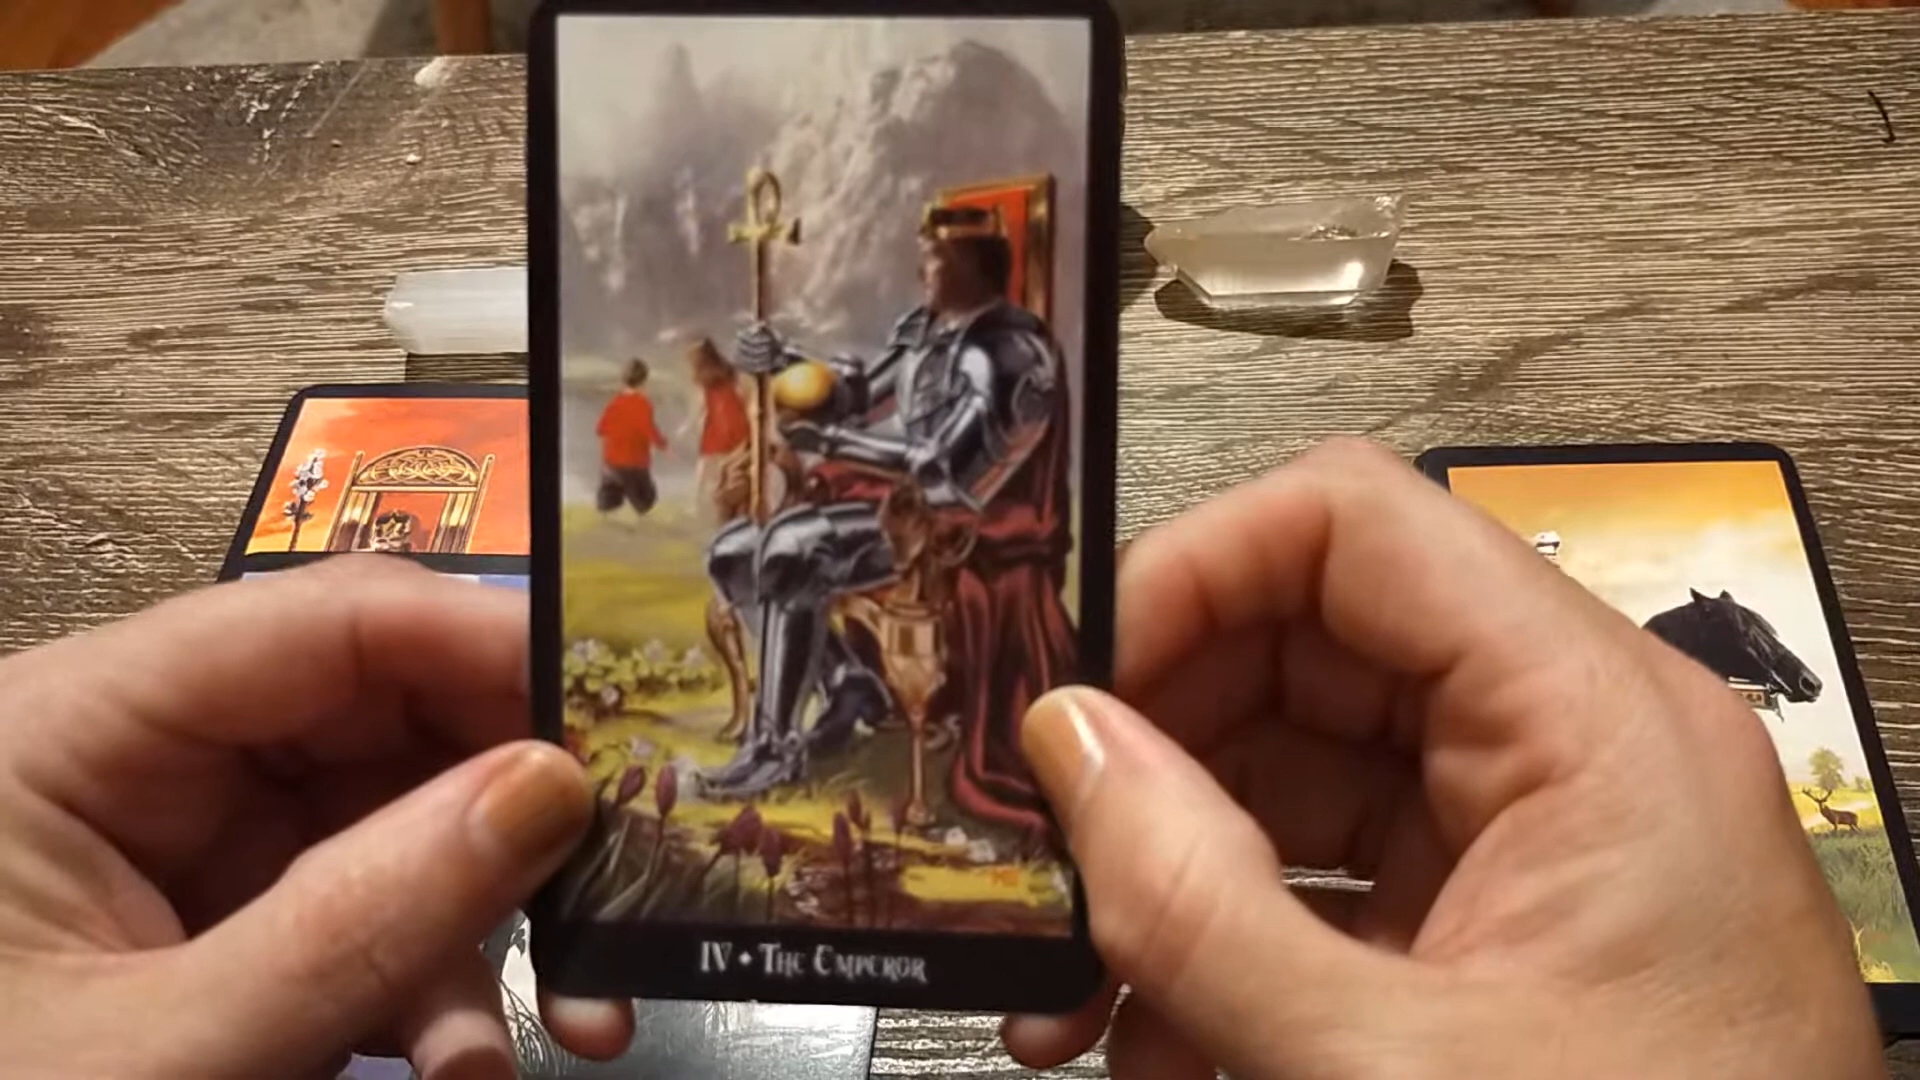 IV • The Emperor